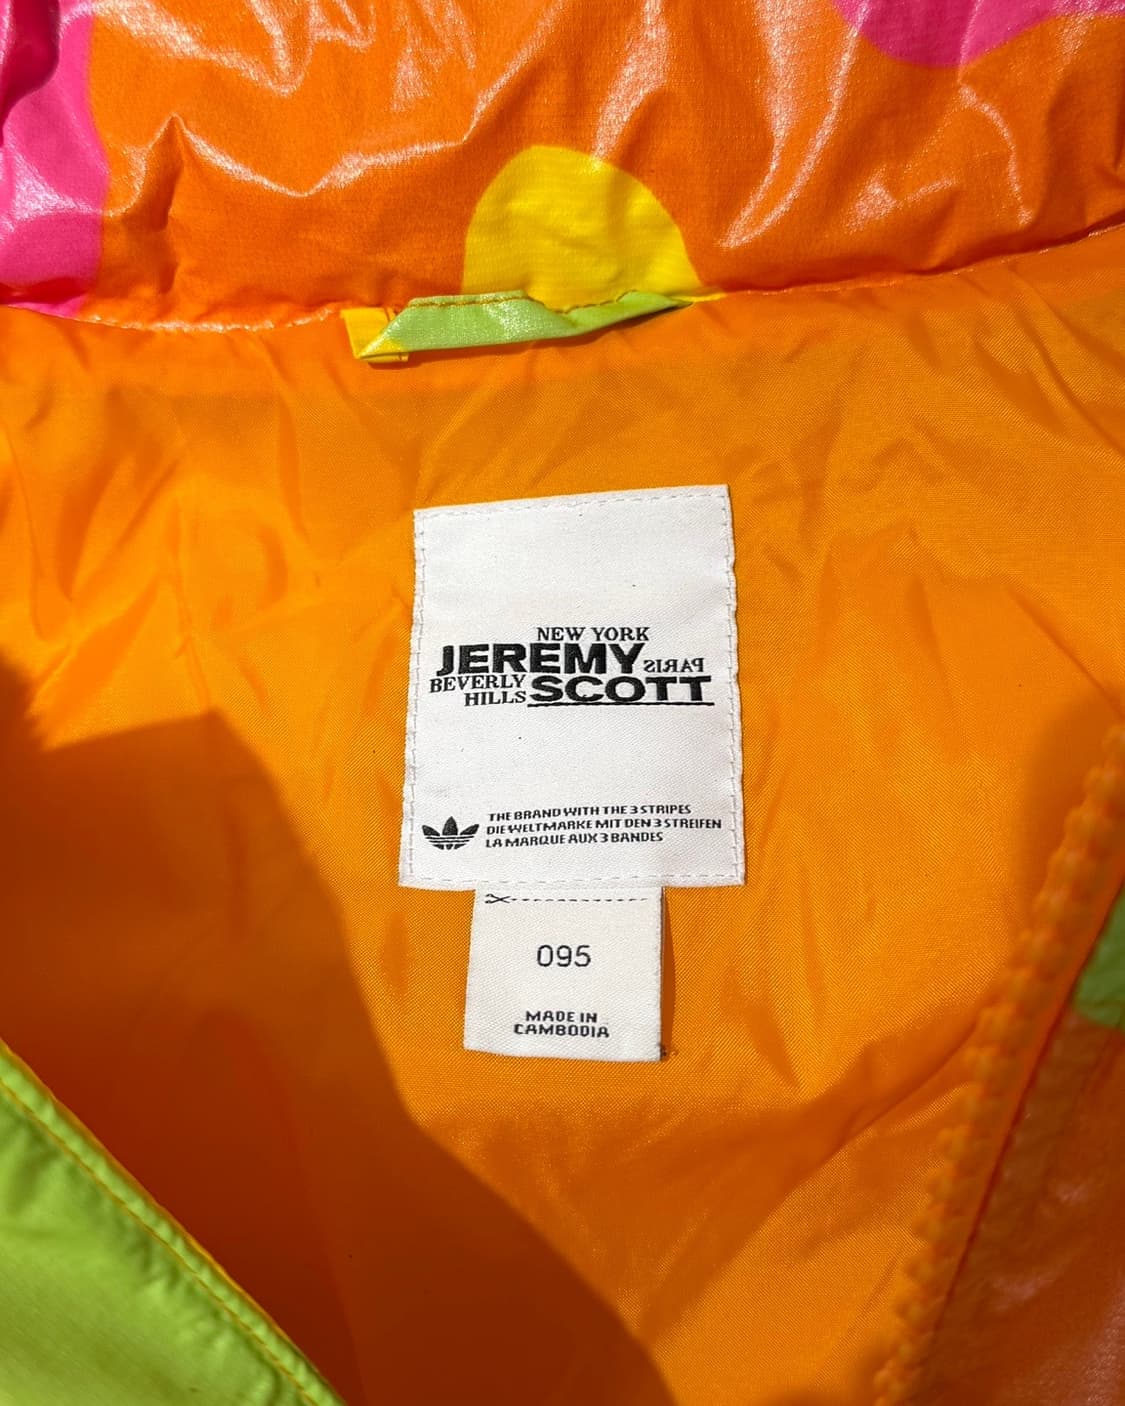 NEW YORK
JEREMY PARIS
BEVERLY HILLS SCOTT
THE BRAND WITH THE 3 STRIPES
DIE WELTMARKE MIT DEN 3 STREIFEN
LA MARQUE AUX 3 BANDES
095
MADE IN
CAMBODIA